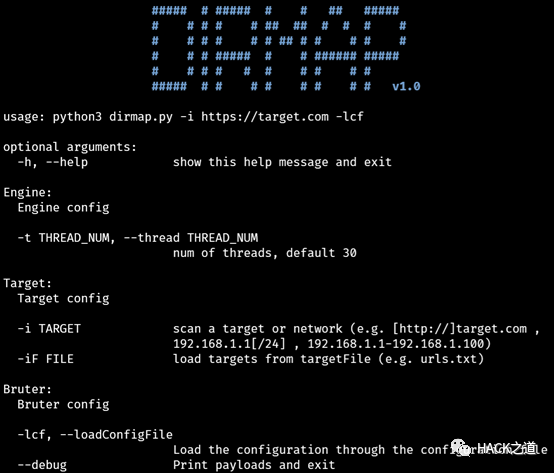 DIRMAP
v1.0
usage: python3 dirmap.py -i https://target.com -lcf
optional arguments:
-h, --help show this help message and exit
Engine:
Engine config
-t THREAD_NUM, --thread THREAD_NUM
num of threads, default 30
Target:
Target config
-i TARGET scan a target or network (e.g. [http://]target.com ,
192.168.1.1[/24] , 192.168.1.1-192.168.1.100)
-iF FILE load targets from targetFile (e.g. urls.txt)
Bruter:
Bruter config
-lcf, --loadConfigFile
Load the configuration through the configuration file
--debug Print payloads and exit
HACK之道